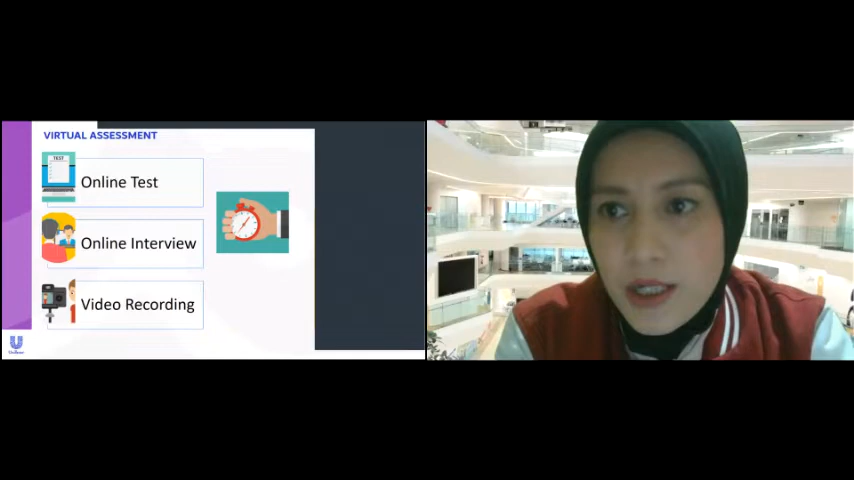 VIRTUAL ASSESSMENT
TEST
Online Test
Online Interview
Video Recording
Unilever